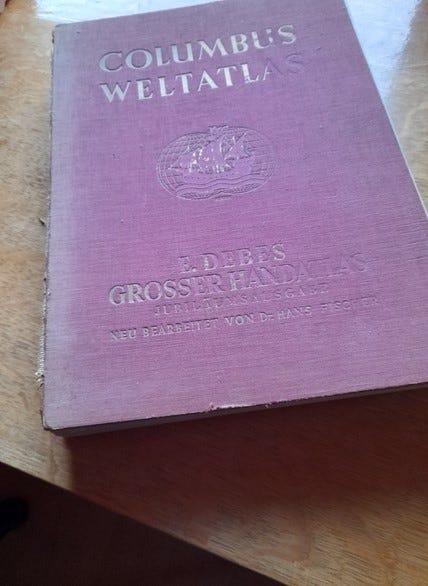 COLUMBUS
WELTATLAS
E. DEBES
GROSSER HANDATLAS
JUBILÄUMSAUSGABE
NEU BEARBEITET VON Dr HANS FISCHER